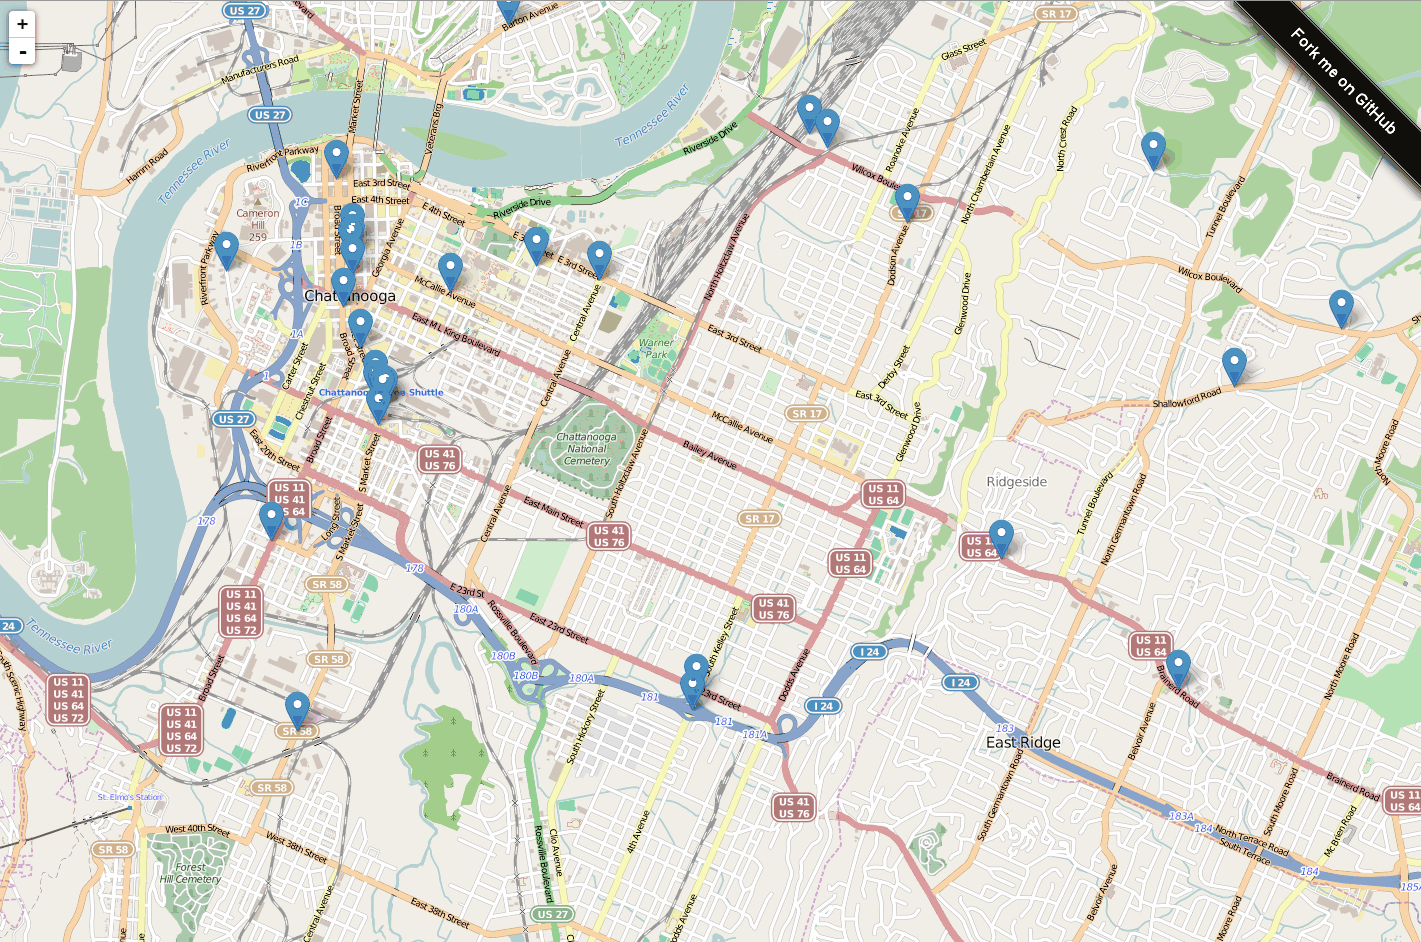 +
-
US 27
Barton Avenue
SR 17
Fork me on GitHub
Glass Street
Manufacturers Road
US 27
Market Street
Veterans Brg
Tennessee River
Riverside Drive
Roanoke Avenue
North Chamberlain Avenue
North Crest Road
Hamm Road
Tennessee River
Riverfront Parkway
East 3rd Street
East 4th Street
E 4th Street
Riverside Drive
Wilcox
Tunnel Boulevard
1C
Cameron
Hill
259
Georgia Avenue
1B
E 3rd Street
North Holtzclaw Avenue
Dodson Avenue
Wilcox Boulevard
Riverfront Parkway
McCallie Avenue
Central Avenue
Glenwood Drive
Chattanooga
East M L King Boulevard
East 3rd Street
Warner
Park
1A
Broad Street
Carter Street
Chestnut Street
Central Avenue
Derby Street
1
East 3rd Street
Shallowford Road
US 27
SR 17
McCallie Avenue
Glenwood Drive
East 20th Street
Broad Street
S Market Street
Chattanooga
National
Cemetery
Bailey Avenue
North Moore Road
US 41
US 76
South Holtzclaw Avenue
Ridgeside
US 11
US 41
US 64
US 11
US 64
Tunnel Boulevard
North Germantown Road
178
Long Street
S Market Street
Central Avenue
East Main Street
SR 17
US 41
US 76
US 64
US 11
US 64
178
SR 58
E 23rd St
180A
US 11
US 41
US 64
US 72
Rossville Boulevard
East 23rd Street
US 41
US 76
South Kelley Street
24
Tennessee River
South Scenic Highway
SR 58
180B
180B
180A
181
Dodds Avenue
I 24
I 24
US 11
US 64
Brainerd Road
North Moore Road
US 11
US 41
US 64
US 72
Broad Street
US 11
US 41
US 64
US 72
SR 58
23rd Street
181
181A
I 24
South Hickory Street
183
East Ridge
Belvoir Avenue
SR 58
St. Elmo's Station
US 41
US 76
Brainerd Road
US 11
US 64
South Germantown Road
South Moore Road
183A
184
North Terrace Road
South Terrace
McBrien Road
West 40th Street
West 38th Street
SR 58
Forest
Hill Cemetery
Rossville Boulevard
Clio Avenue
4th Avenue
184
185A
Belvoir Avenue
Central Avenue
East 38th Street
US 27
Dodds Avenue
Moore Road